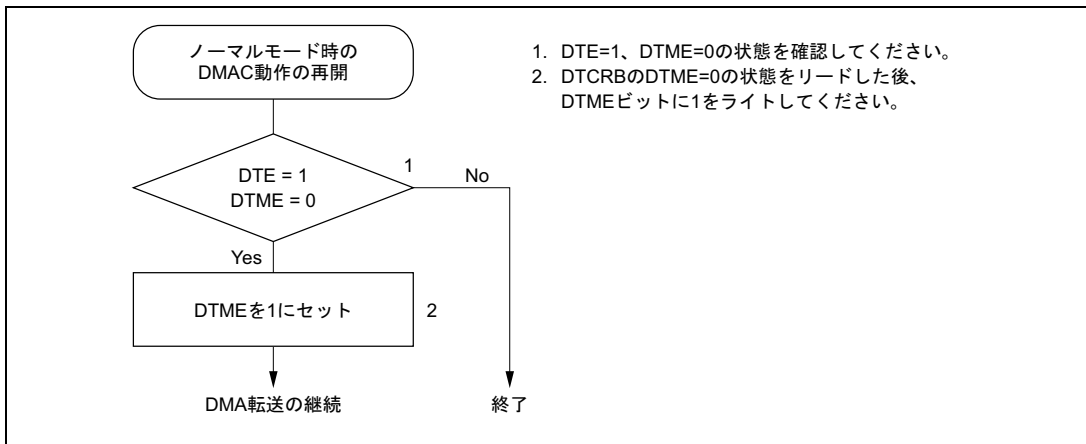 ノーマルモード時の
DMAC動作の再開
1. DTE=1、DTME=0の状態を確認してください。
2. DTCRBのDTME=0の状態をリードした後、
DTMEビットに1をライトしてください。
DTE = 1
DTME = 0
1
No
Yes
DTMEを1にセット
2
DMA転送の継続
終了